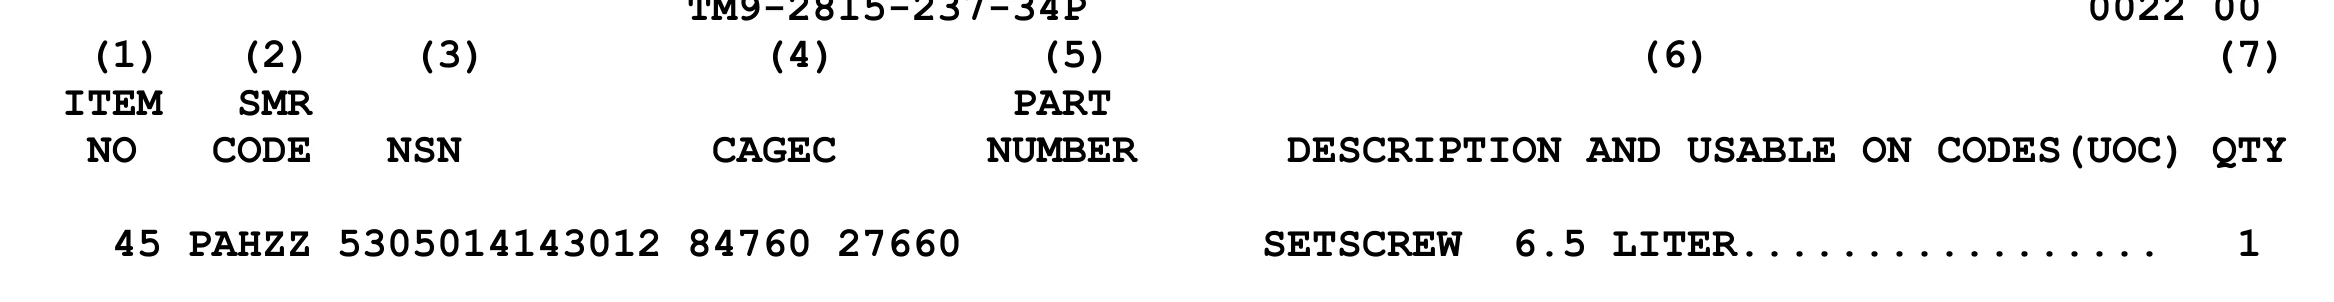 TM9-2815-237-34P 0022 00
(1) (2) (3) (4) (5) (6) (7)
ITEM SMR PART
NO CODE NSN CAGEC NUMBER DESCRIPTION AND USABLE ON CODES(UOC) QTY
45 PAHZZ 5305014143012 84760 27660 SETSCREW 6.5 LITER................. 1